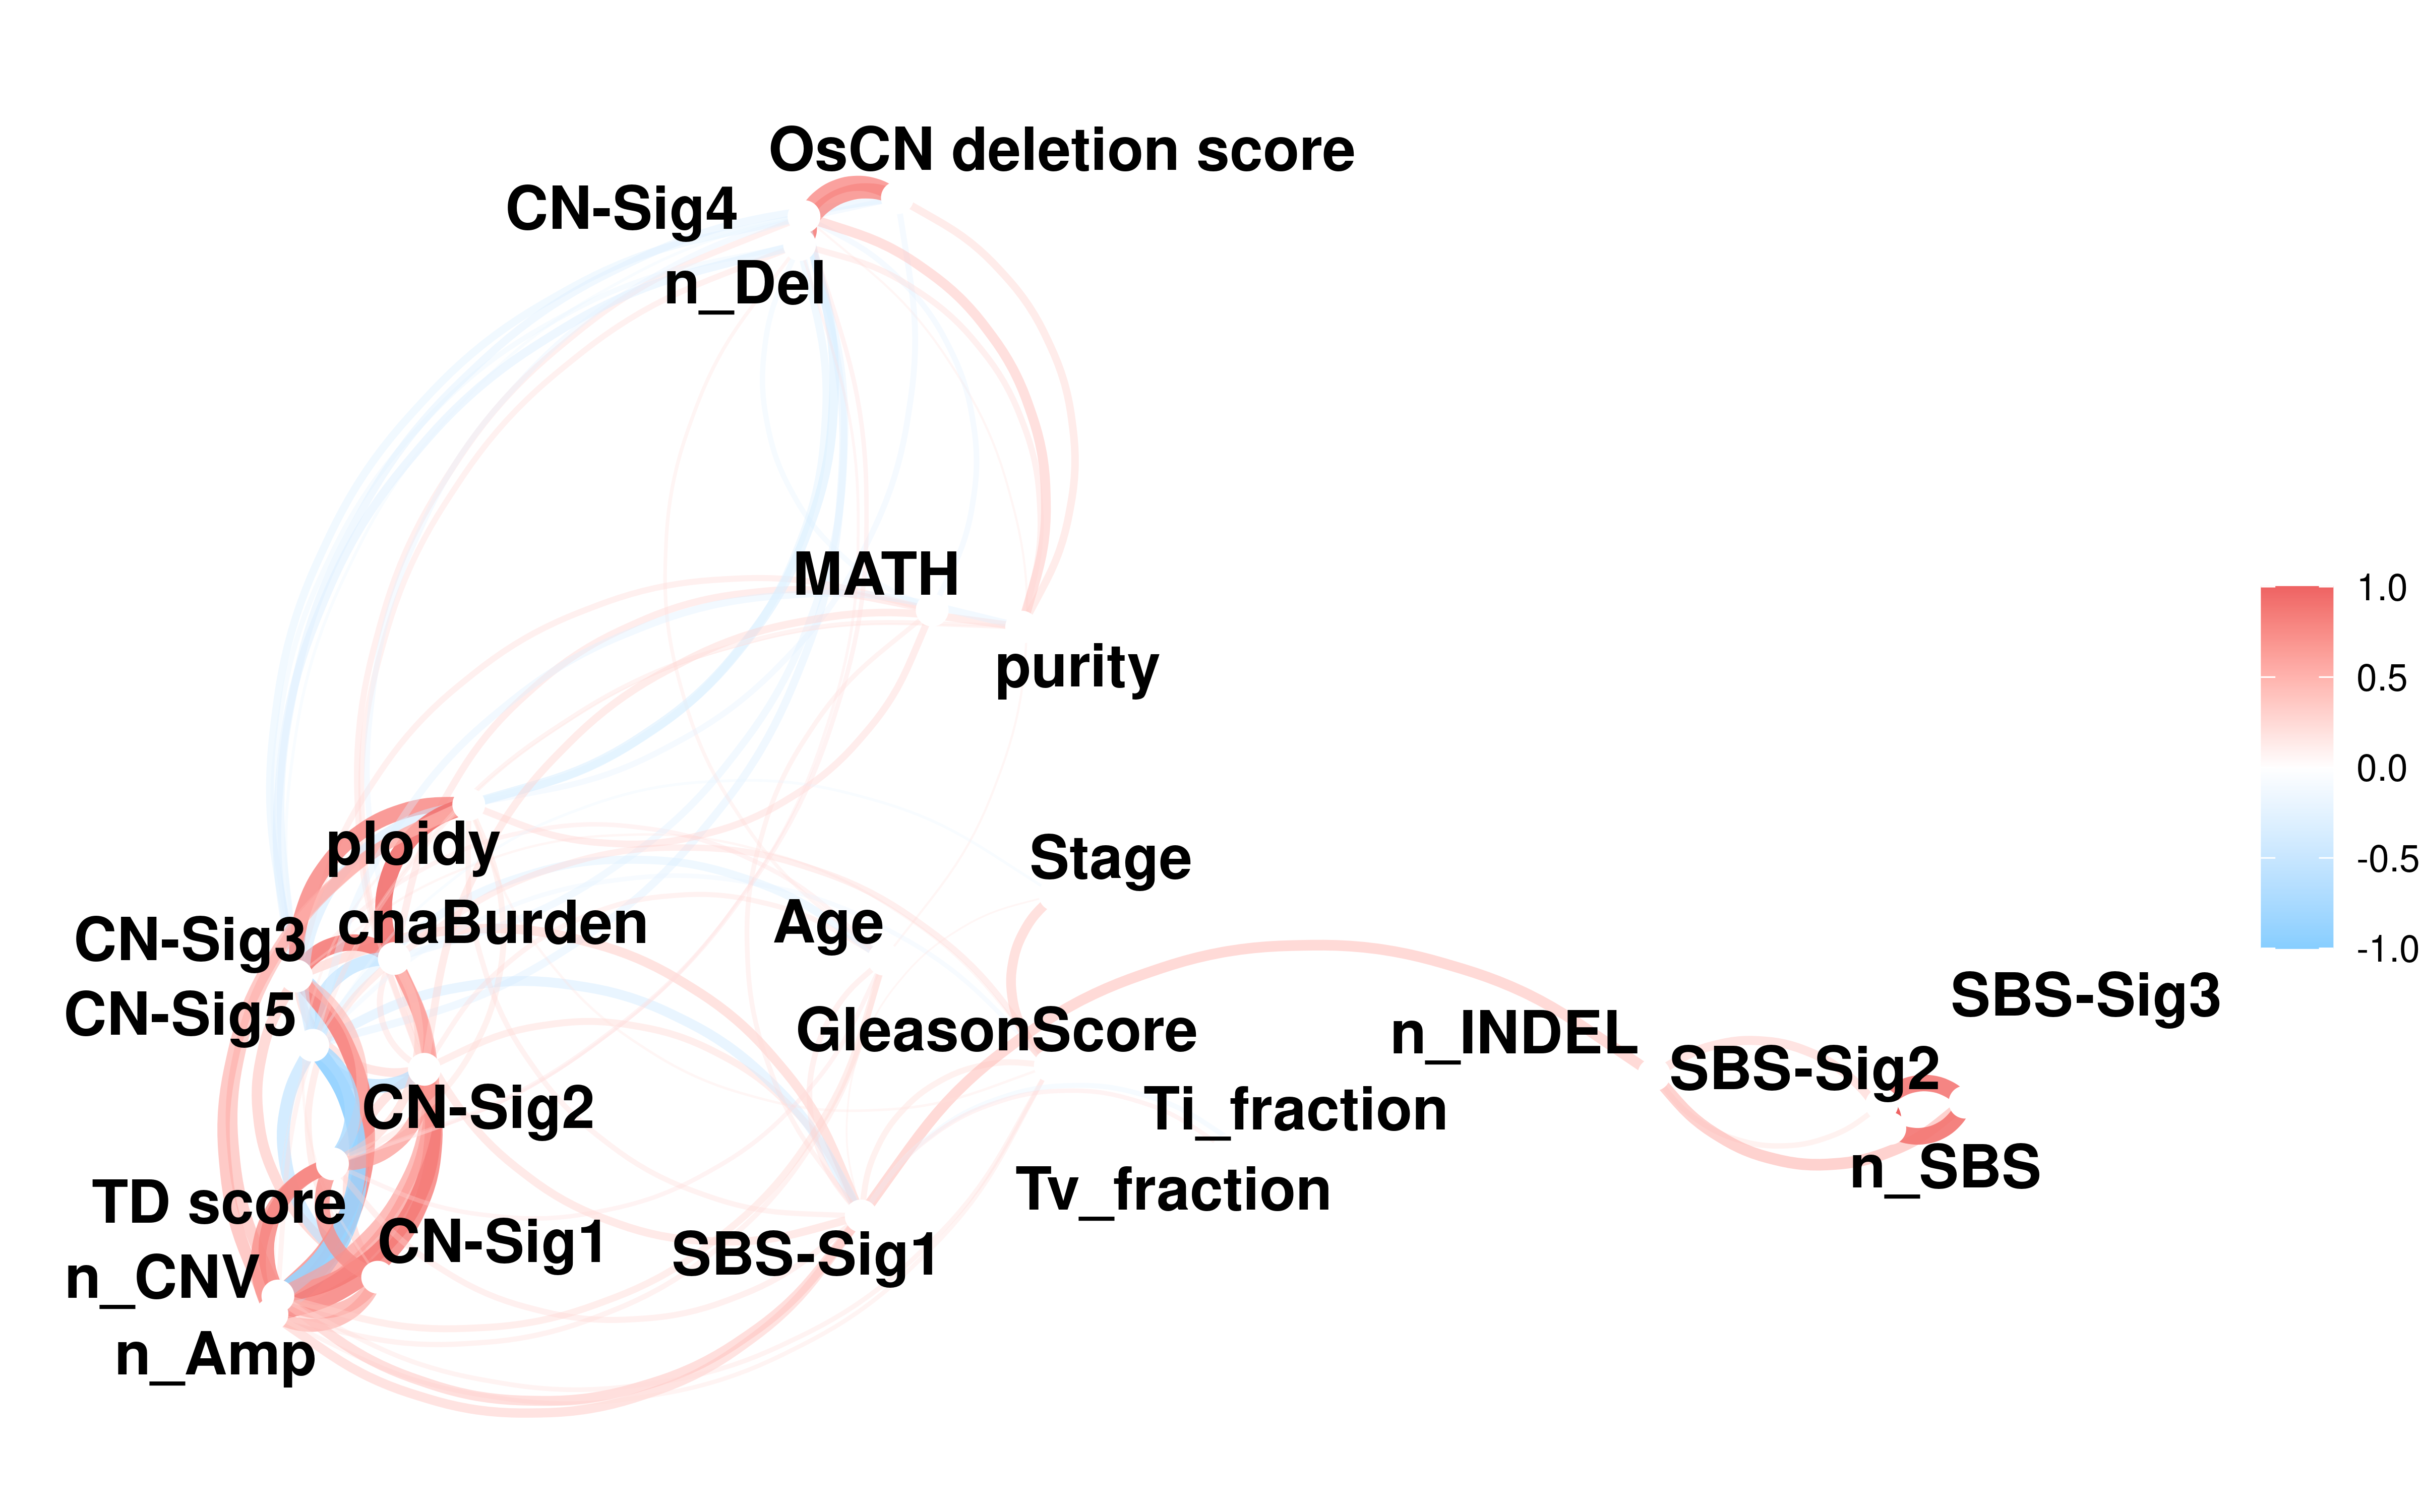 OsCN deletion score
CN-Sig4
n_Del
MATH
purity
ploidy
Stage
cnaBurden
Age
CN-Sig3
CN-Sig5
GleasonScore
n_INDEL
SBS-Sig3
SBS-Sig2
CN-Sig2
Ti_fraction
n_SBS
Tv_fraction
TD score
CN-Sig1
SBS-Sig1
n_CNV
n_Amp
1.0
0.5
0.0
-0.5
-1.0